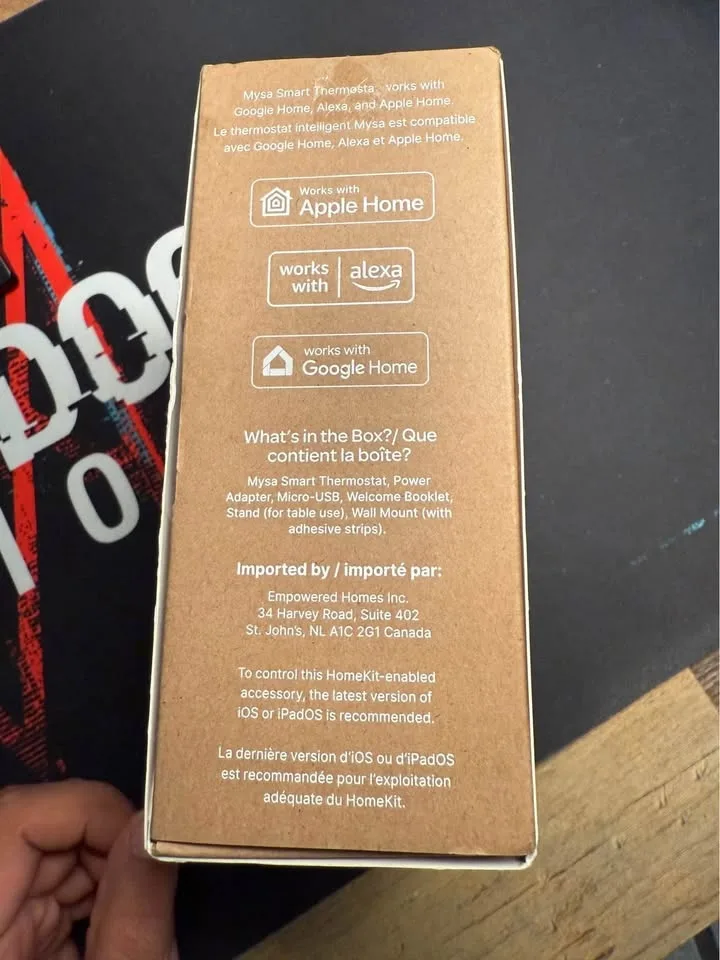 Mysa Smart Thermosta works with
Google Home, Alexa, and Apple Home.
Le thermostat intelligent Mysa est compatible
avec Google Home, Alexa et Apple Home.
Works with
Apple Home
works with
alexa
works with
Google Home
What's in the Box?/ Que
contient la boîte?
Mysa Smart Thermostat, Power
Adapter, Micro-USB, Welcome Booklet,
Stand (for table use), Wall Mount (with
adhesive strips).
Imported by / importé par:
Empowered Homes Inc.
34 Harvey Road, Suite 402
St. John's, NL A1C 2G1 Canada
To control this HomeKit-enabled
accessory, the latest version of
iOS or iPadOS is recommended.
La dernière version d'iOS ou d'iPadOS
est recommandée pour l'exploitation
adéquate du HomeKit.